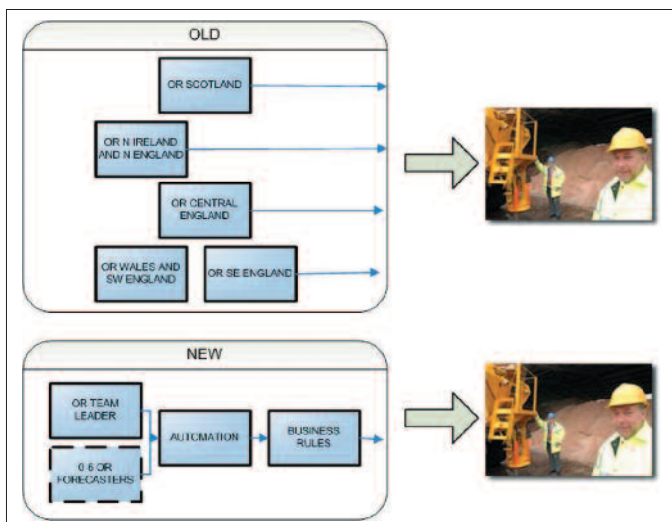 OLD
OR SCOTLAND
OR N IRELAND
AND N ENGLAND
OR CENTRAL
ENGLAND
OR WALES AND
SW ENGLAND
OR SE ENGLAND
NEW
OR TEAM
LEADER
AUTOMATION
BUSINESS
RULES
0-6 OR
FORECASTERS